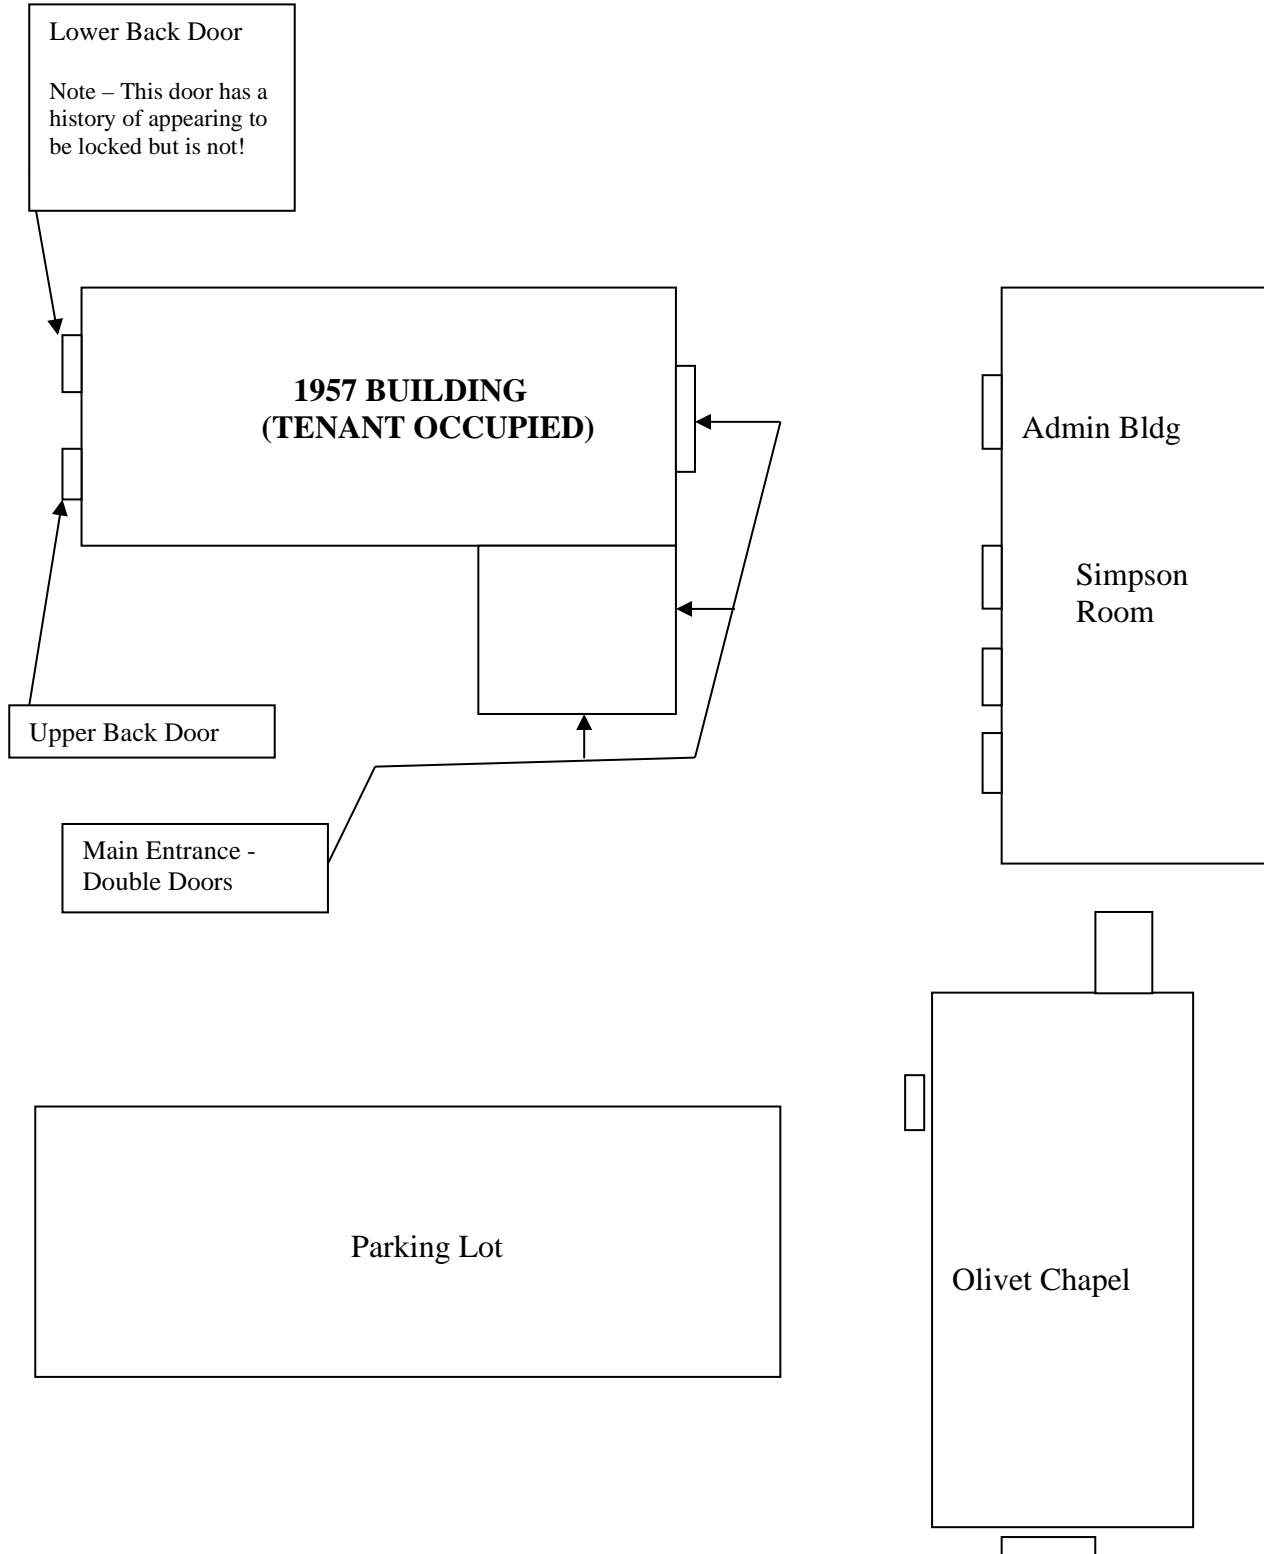 Lower Back Door
Note – This door has a
history of appearing to
be locked but is not!
1957 BUILDING
(TENANT OCCUPIED)
Admin Bldg
Simpson
Room
Upper Back Door
Main Entrance -
Double Doors
Parking Lot
Olivet Chapel